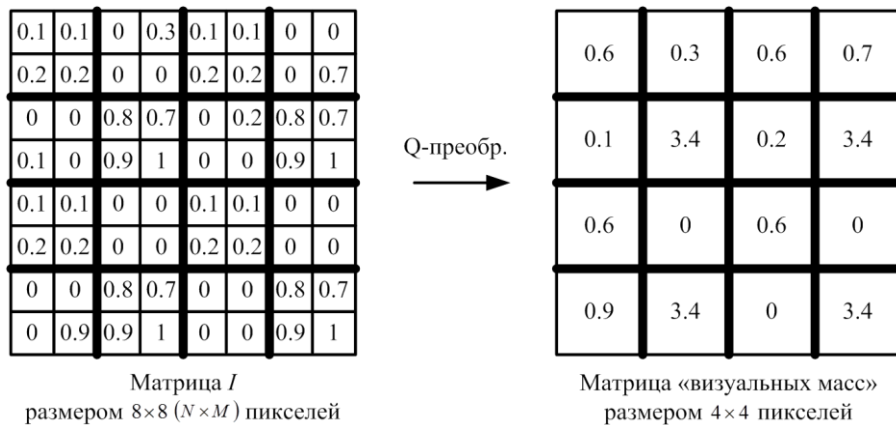 0.1 0.1 0 0.3 0.1 0.1 0 0
0.2 0.2 0 0 0.2 0.2 0 0.7
0 0 0.8 0.7 0 0.2 0.8 0.7
0.1 0 0.9 1 0 0 0.9 1
0.1 0.1 0 0 0.1 0.1 0 0
0.2 0.2 0 0 0.2 0.2 0 0
0 0 0.8 0.7 0 0 0.8 0.7
0 0.9 0.9 1 0 0 0.9 1
Матрица I
размером 8×8 (N×M) пикселей
Q-преобр.
0.6 0.3 0.6 0.7
0.1 3.4 0.2 3.4
0.6 0 0.6 0
0.9 3.4 0 3.4
Матрица «визуальных масс»
размером 4×4 пикселей